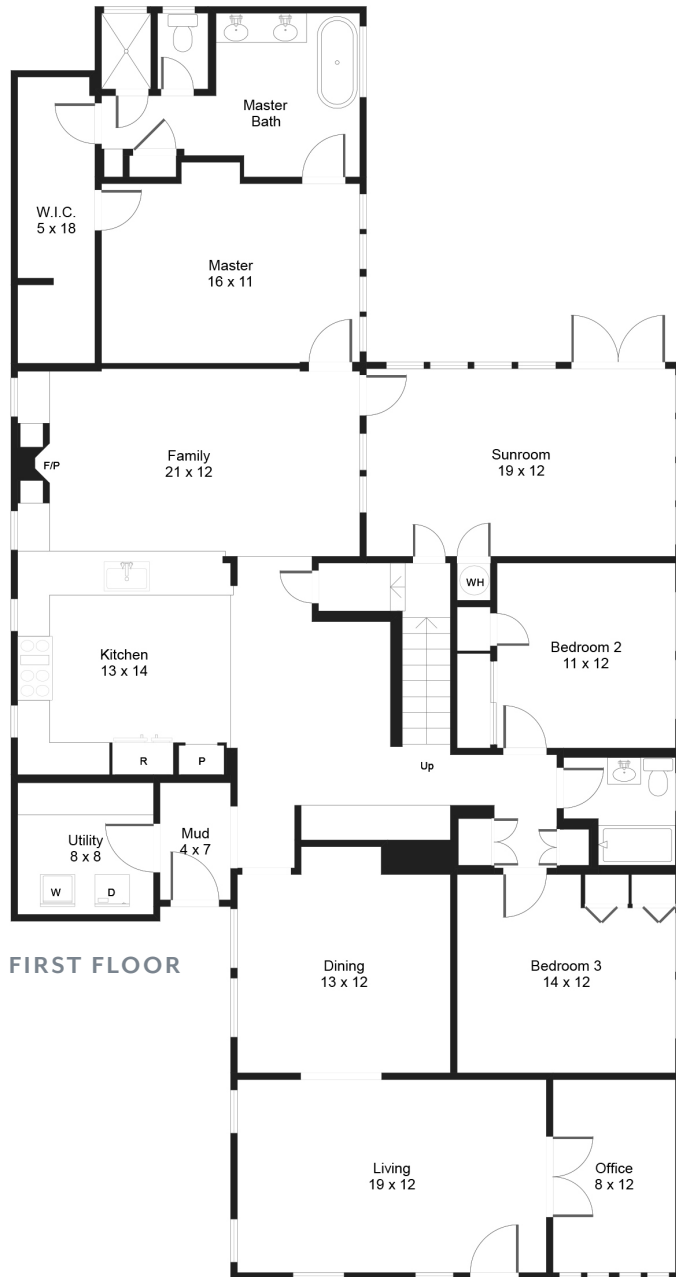 Master
Bath
W.I.C.
5 x 18
Master
16 x 11
Family
21 x 12
F/P
Sunroom
19 x 12
WH
Kitchen
13 x 14
Bedroom 2
11 x 12
R
P
Up
Utility
8 x 8
Mud
4 x 7
W
D
FIRST FLOOR
Dining
13 x 12
Bedroom 3
14 x 12
Living
19 x 12
Office
8 x 12